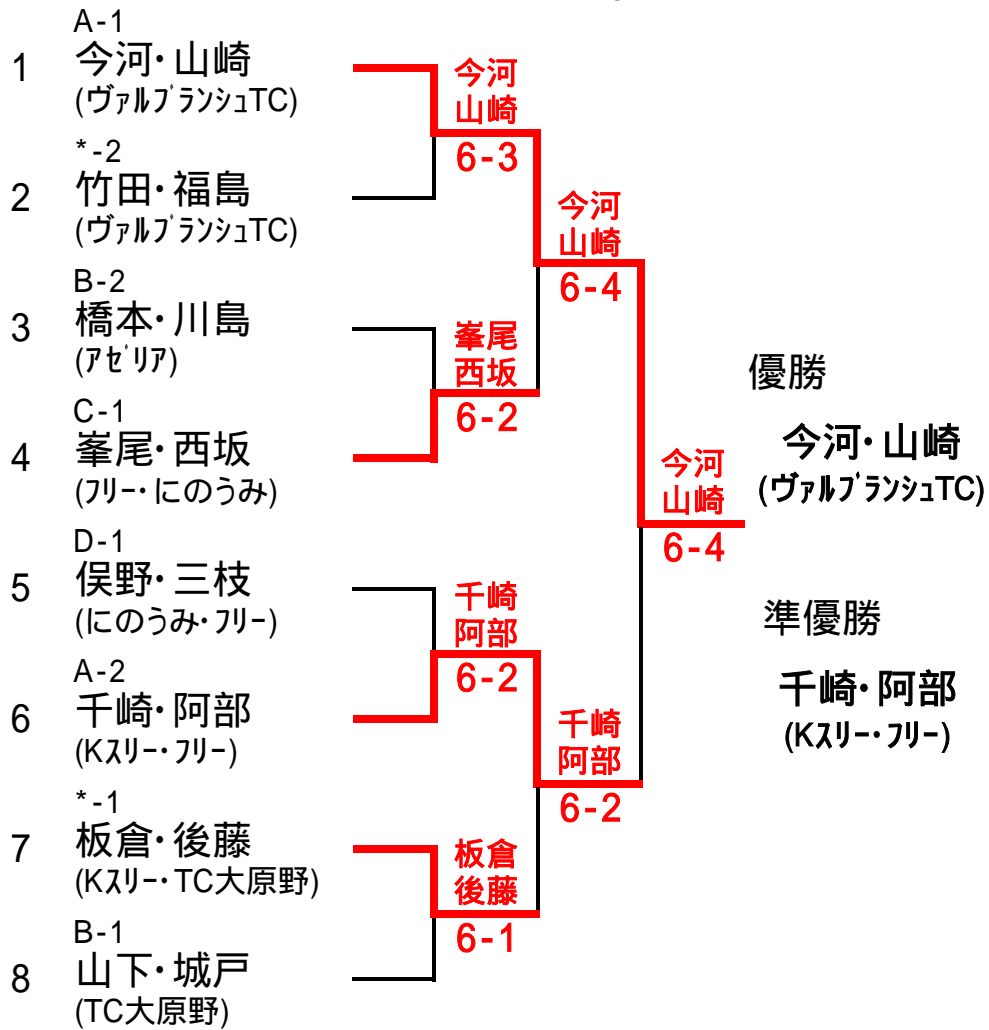 A-1
1 今河・山崎
(ヴァルブランシュTC)
*-2
2 竹田・福島
(ヴァルブランシュTC)
B-2
3 橋本・川島
(アゼリア)
C-1
4 峯尾・西坂
(フリー・にのうみ)
D-1
5 俣野・三枝
(にのうみ・フリー)
A-2
6 千崎・阿部
(Kスリー・フリー)
*-1
7 板倉・後藤
(Kスリー・TC大原野)
B-1
8 山下・城戸
(TC大原野)
今河
山崎
6-3
峯尾
西坂
6-2
千崎
阿部
6-2
板倉
後藤
6-1
今河
山崎
6-4
千崎
阿部
6-2
今河
山崎
6-4
優勝
今河・山崎
(ヴァルブランシュTC)
準優勝
千崎・阿部
(Kスリー・フリー)